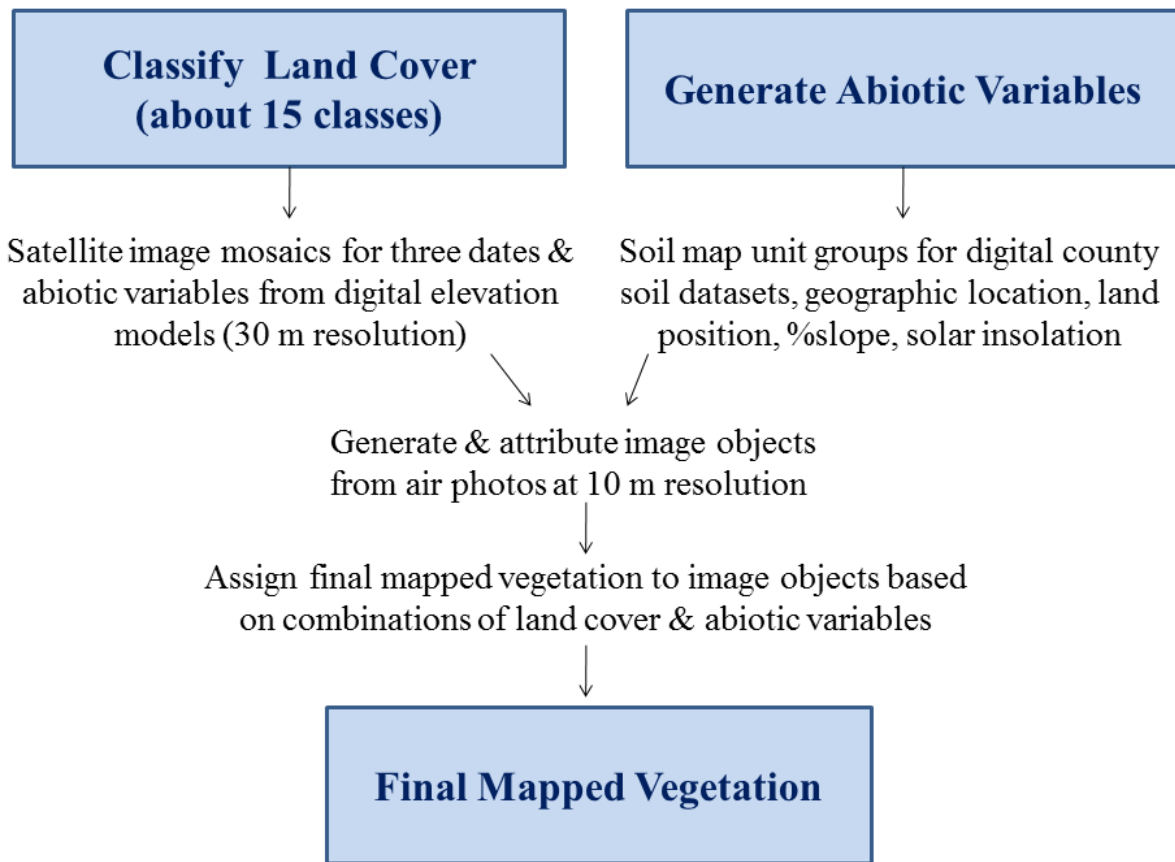 Classify Land Cover
(about 15 classes)
Generate Abiotic Variables
Satellite image mosaics for three dates &
abiotic variables from digital elevation
models (30 m resolution)
Soil map unit groups for digital county
soil datasets, geographic location, land
position, %slope, solar insolation
Generate & attribute image objects
from air photos at 10 m resolution
Assign final mapped vegetation to image objects based
on combinations of land cover & abiotic variables
Final Mapped Vegetation